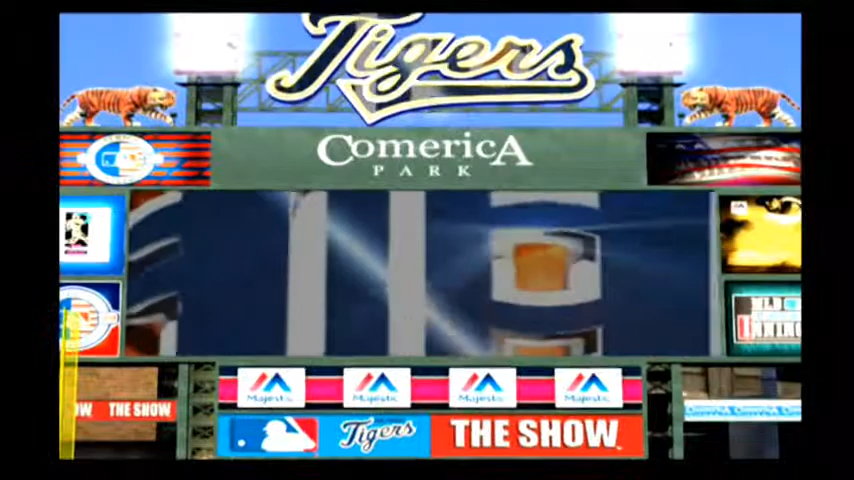 Tigers
ComericA
PARK
THE SHOW
Majestic Majestic Majestic Majestic
Tigers THE SHOW